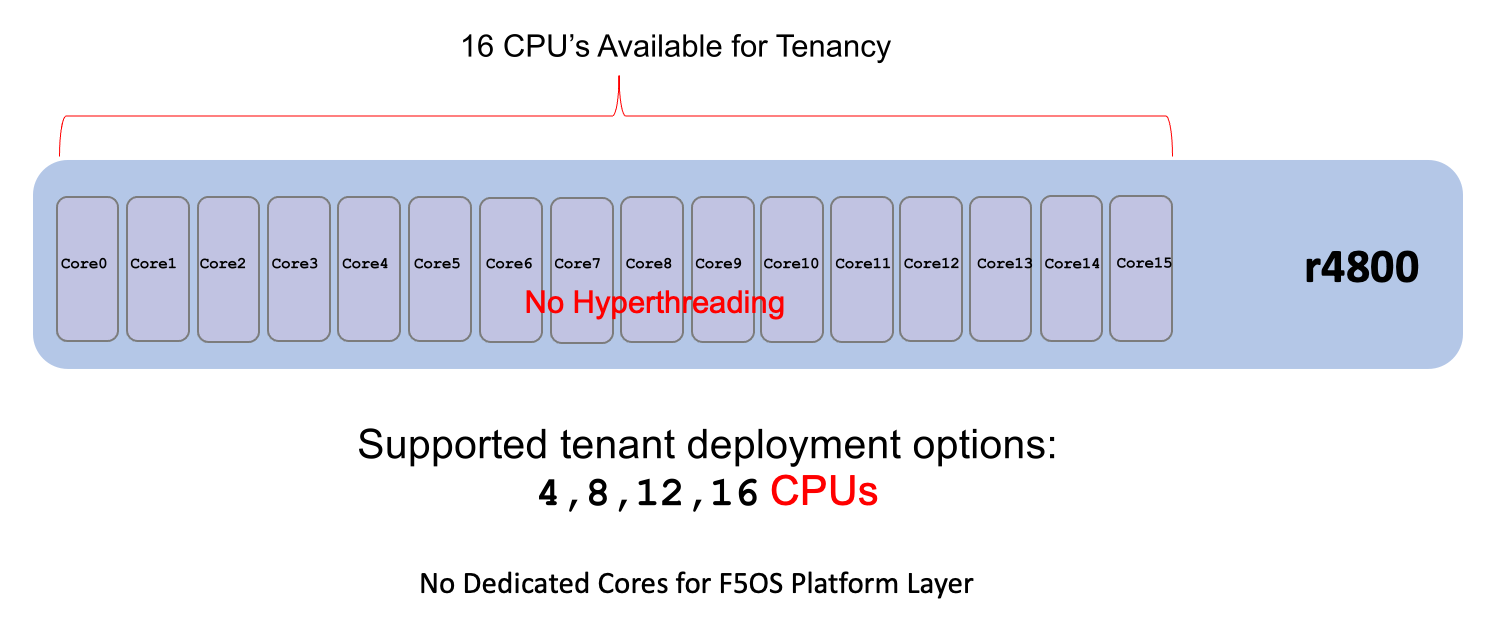 16 CPU’s Available for Tenancy
Core0 Core1 Core2 Core3 Core4 Core5 Core6 Core7 Core8 Core9 Core10 Core11 Core12 Core13 Core14 Core15
r4800
No Hyperthreading
Supported tenant deployment options:
4,8,12,16 CPUs
No Dedicated Cores for F5OS Platform Layer